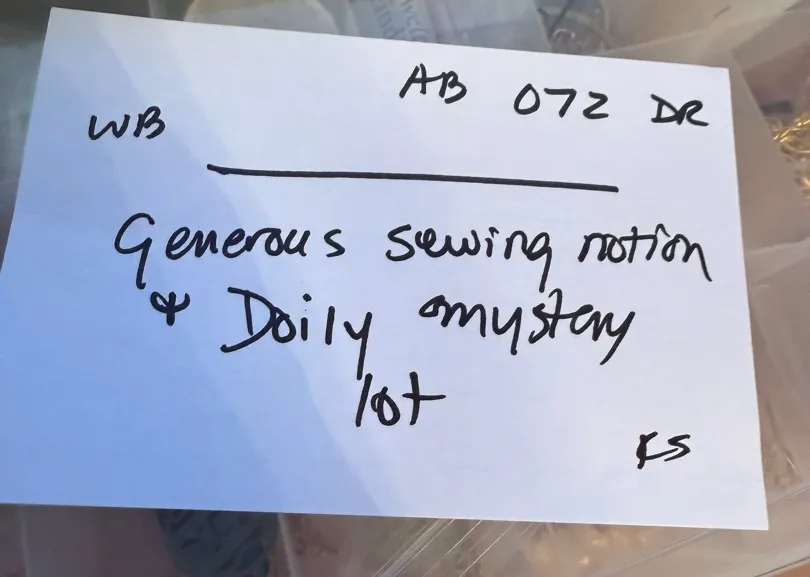 AB 072 DR
WB
Generous sewing notion
& Doily mystery
lot
KS